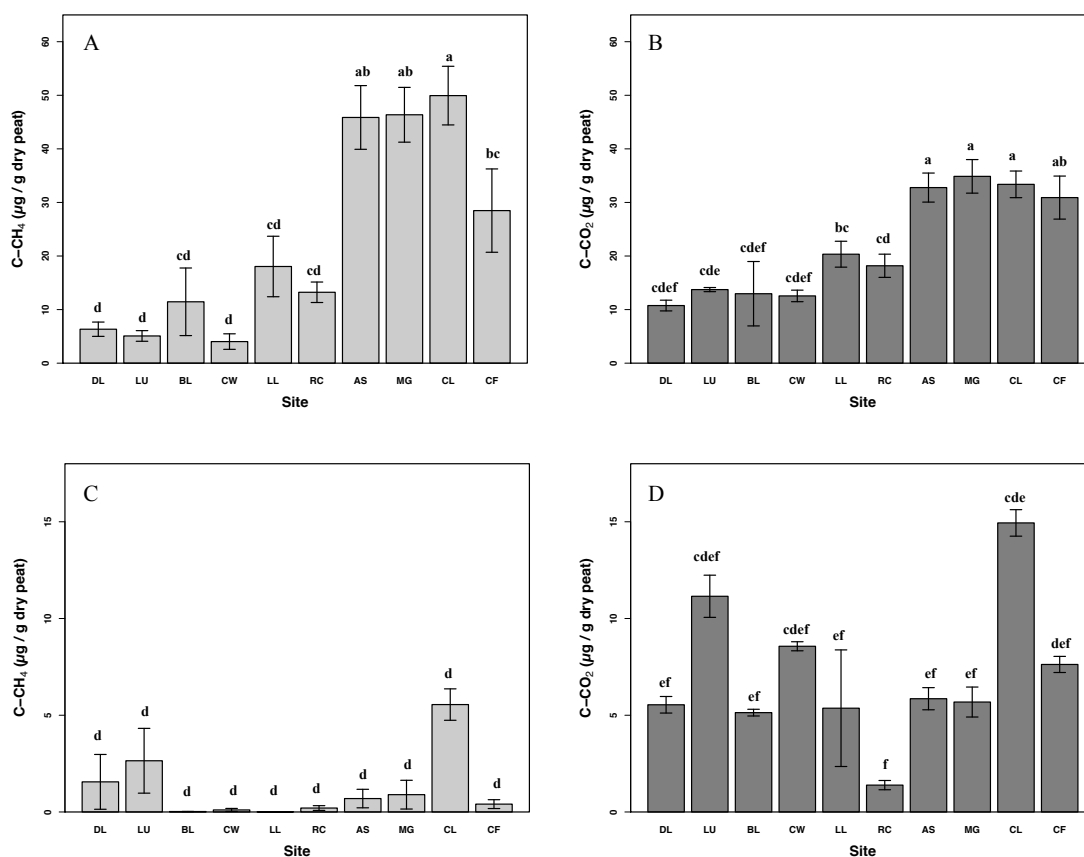 A
C−CH₄ (µg / g dry peat)
0 10 20 30 40 50 60
d d cd d cd cd ab ab a bc
DL LU BL CW LL RC AS MG CL CF
Site
B
C−CO₂ (µg / g dry peat)
0 10 20 30 40 50 60
cdef cde cdef cdef bc cd a a a ab
DL LU BL CW LL RC AS MG CL CF
Site
C
C−CH₄ (µg / g dry peat)
0 5 10 15
d d d d d d d d d d
DL LU BL CW LL RC AS MG CL CF
Site
D
C−CO₂ (µg / g dry peat)
0 5 10 15
ef cdef ef cdef ef f ef ef cde def
DL LU BL CW LL RC AS MG CL CF
Site